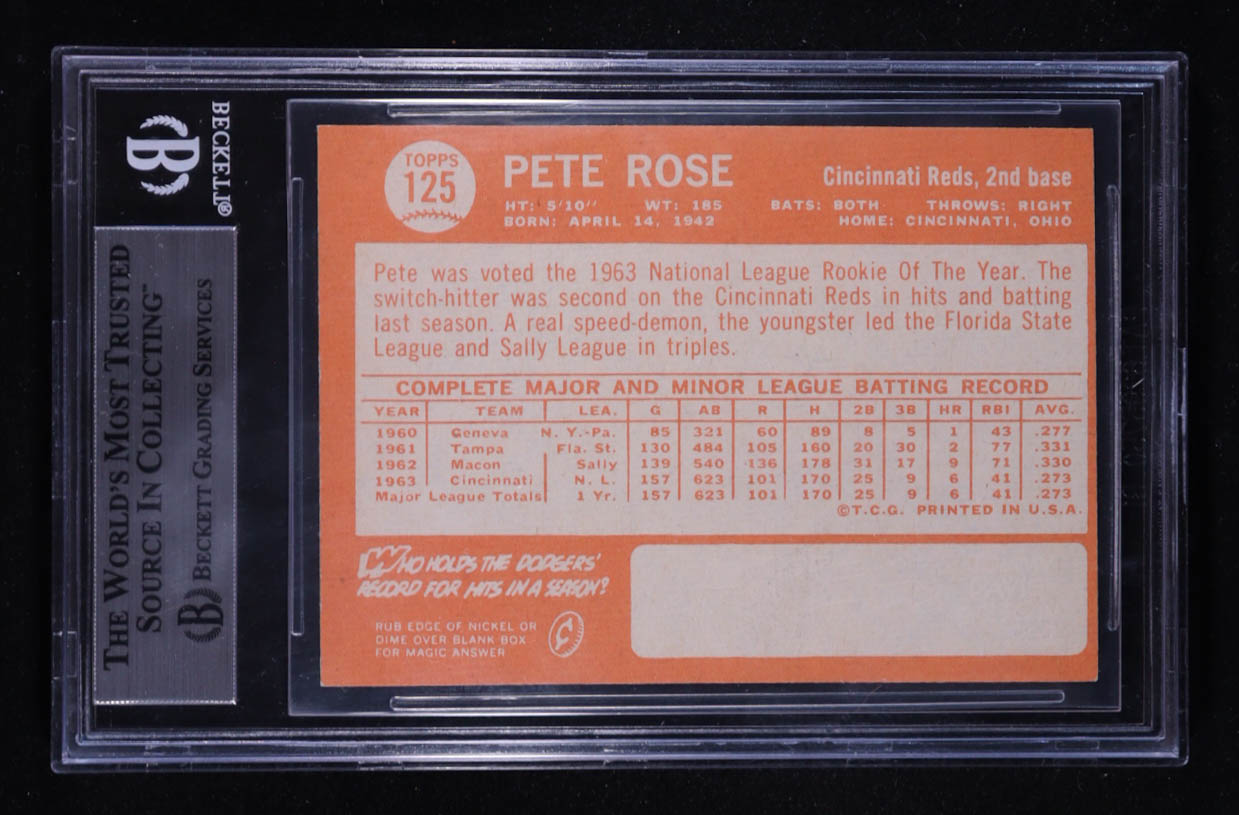 BECKETT®
B
THE WORLD'S MOST TRUSTED
SOURCE IN COLLECTING™
B BECKETT GRADING SERVICES
TOPPS
125
PETE ROSE
Cincinnati Reds, 2nd base
HT: 5'10" WT: 185 BATS: BOTH THROWS: RIGHT
BORN: APRIL 14, 1942 HOME: CINCINNATI, OHIO
Pete was voted the 1963 National League Rookie Of The Year. The
switch-hitter was second on the Cincinnati Reds in hits and batting
last season. A real speed-demon, the youngster led the Florida State
League and Sally League in triples.
COMPLETE MAJOR AND MINOR LEAGUE BATTING RECORD
YEAR TEAM LEA. G AB R H 2B 3B HR RBI AVG.
1960 Geneva N. Y.-Pa. 85 321 60 89 8 5 1 43 .277
1961 Tampa Fla. St. 130 484 105 160 20 30 2 77 .331
1962 Macon Sally 139 540 136 178 31 17 9 71 .330
1963 Cincinnati N. L. 157 623 101 170 25 9 6 41 .273
Major League Totals 1 Yr. 157 623 101 170 25 9 6 41 .273
©T.C.G. PRINTED IN U.S.A.
WHO HOLDS THE DODGERS'
RECORD FOR HITS IN A SEASON?
RUB EDGE OF NICKEL OR
DIME OVER BLANK BOX
FOR MAGIC ANSWER